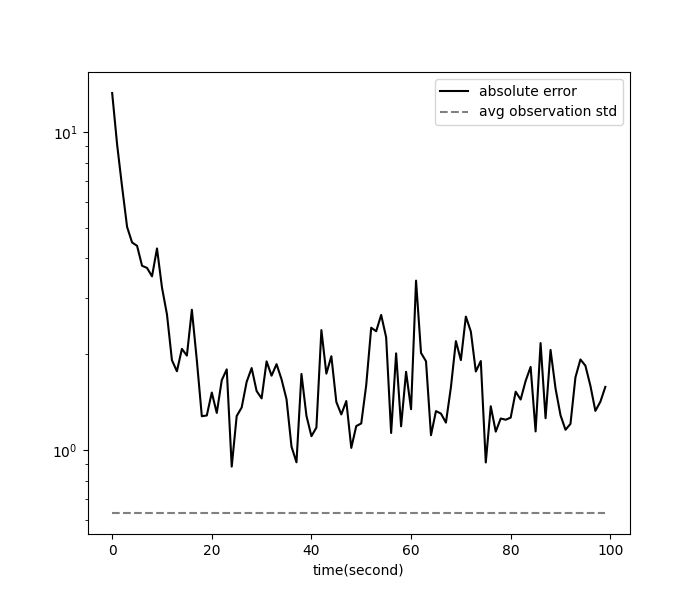 absolute error
avg observation std
10¹
10⁰
0 20 40 60 80 100
time(second)